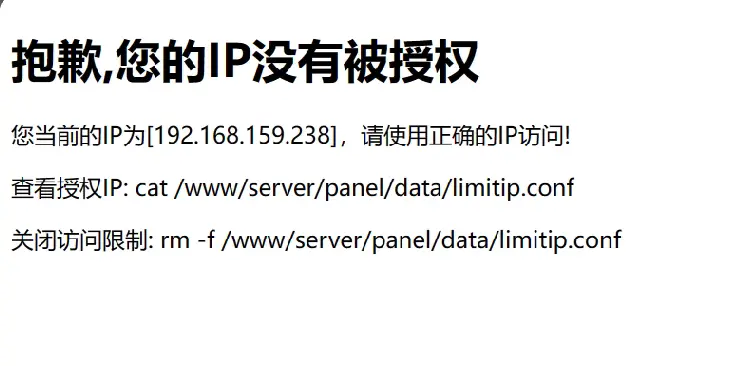 抱歉,您的IP没有被授权
您当前的IP为[192.168.159.238]，请使用正确的IP访问!
查看授权IP: cat /www/server/panel/data/limitip.conf
关闭访问限制: rm -f /www/server/panel/data/limitip.conf